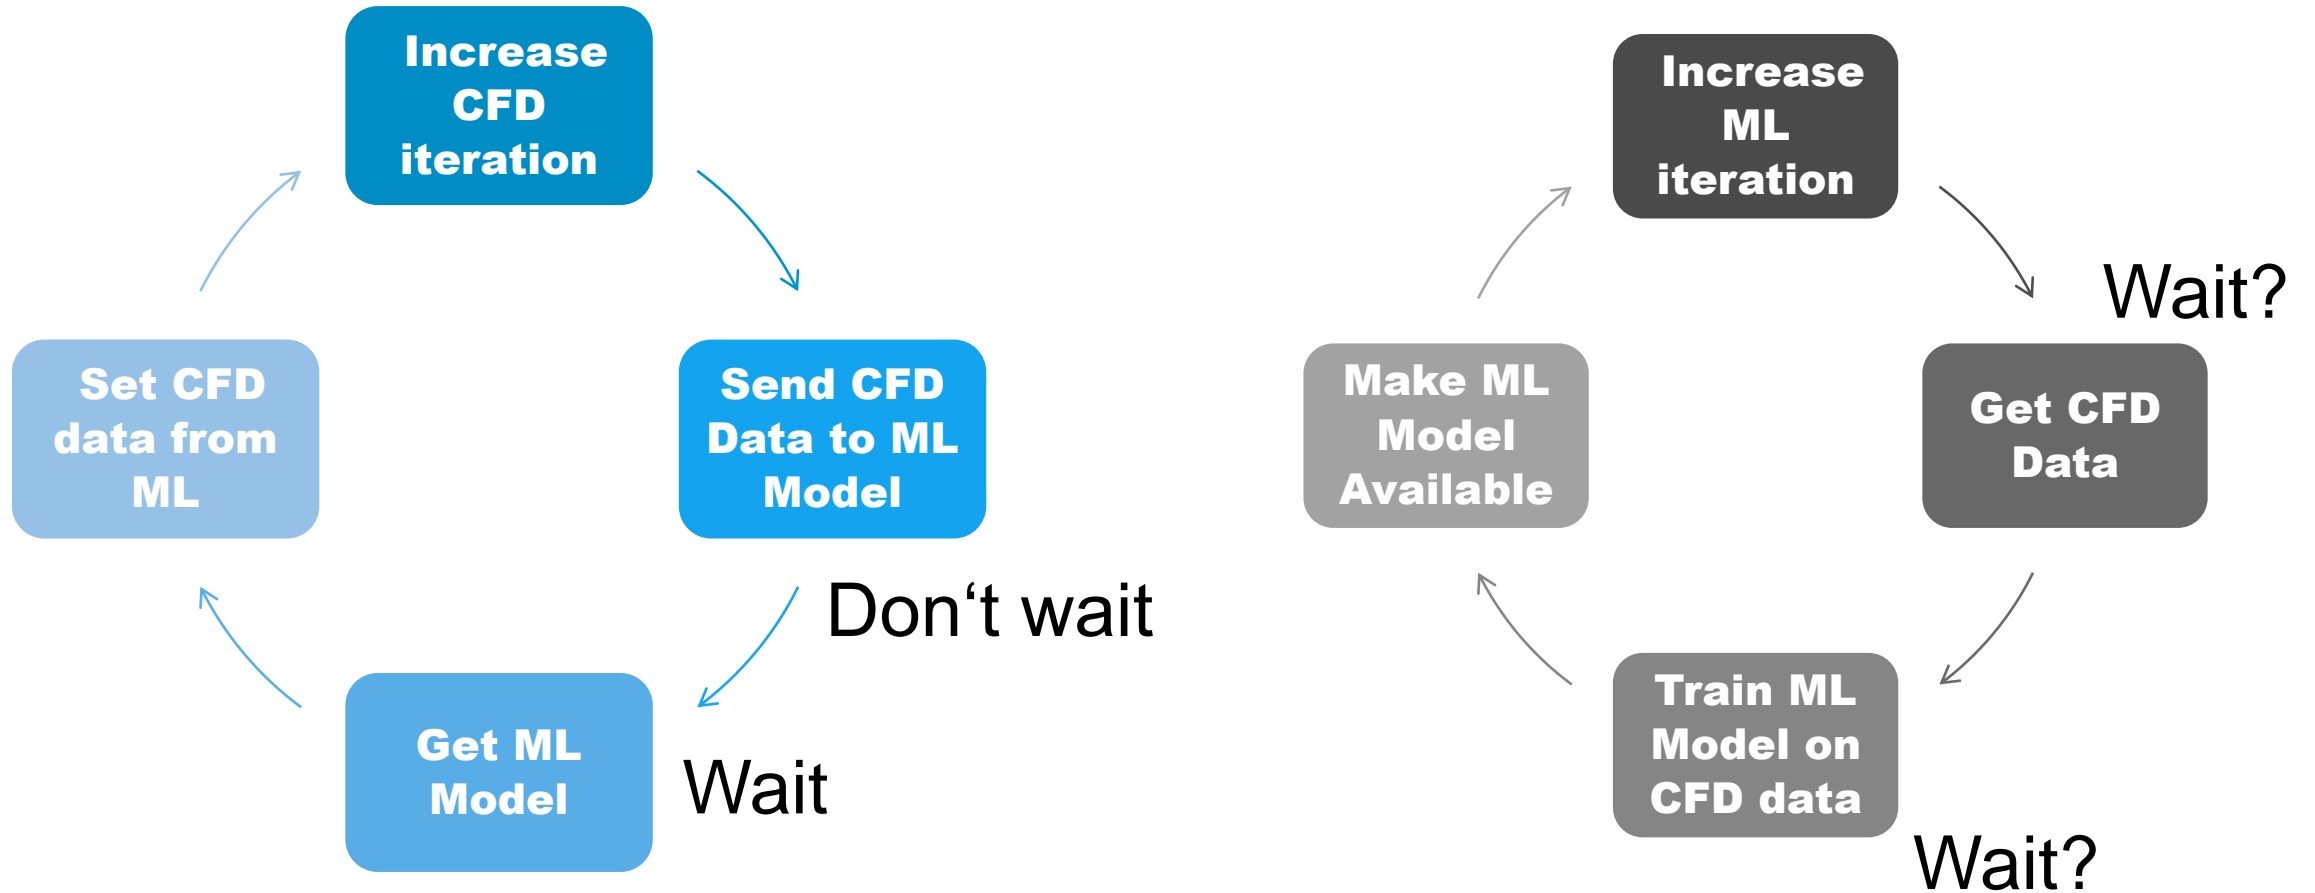 Increase
CFD
iteration
Send CFD
Data to ML
Model
Don‘t wait
Get ML
Model
Wait
Set CFD
data from
ML
Increase
ML
iteration
Wait?
Get CFD
Data
Train ML
Model on
CFD data
Wait?
Make ML
Model
Available